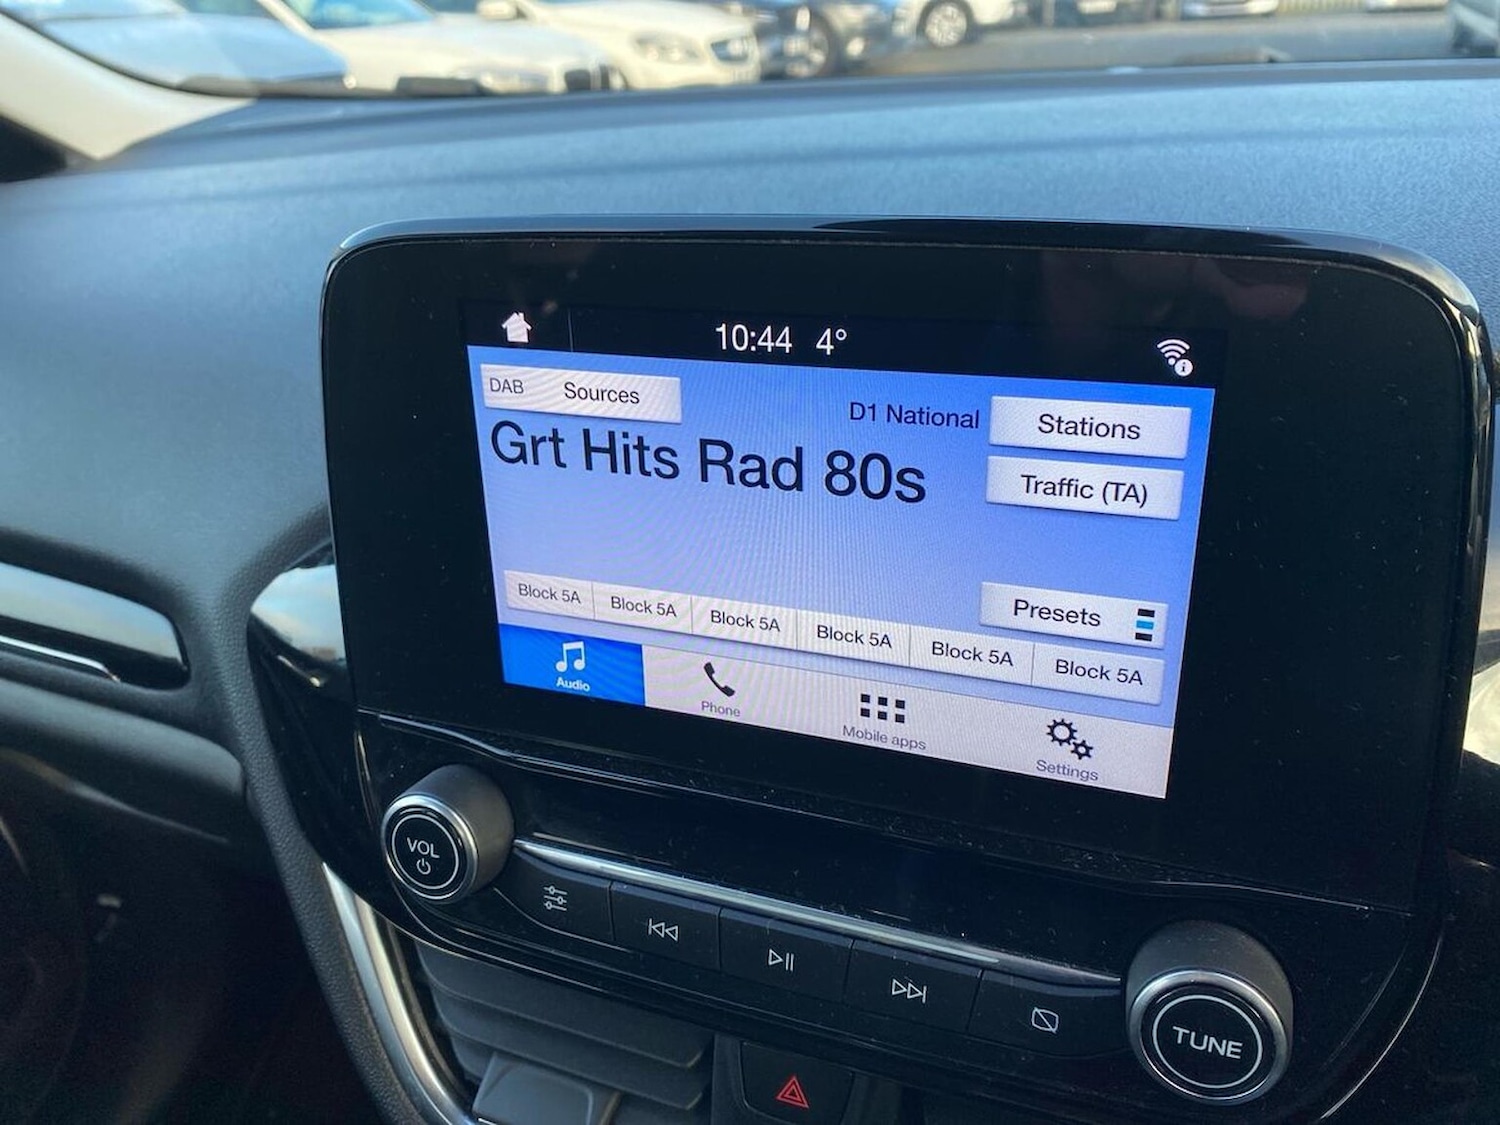 10:44 4°
DAB Sources
D1 National
Stations
Grt Hits Rad 80s
Traffic (TA)
Presets
Block 5A
Block 5A
Block 5A
Block 5A
Block 5A
Block 5A
Audio
Phone
Mobile apps
Settings
VOL
TUNE